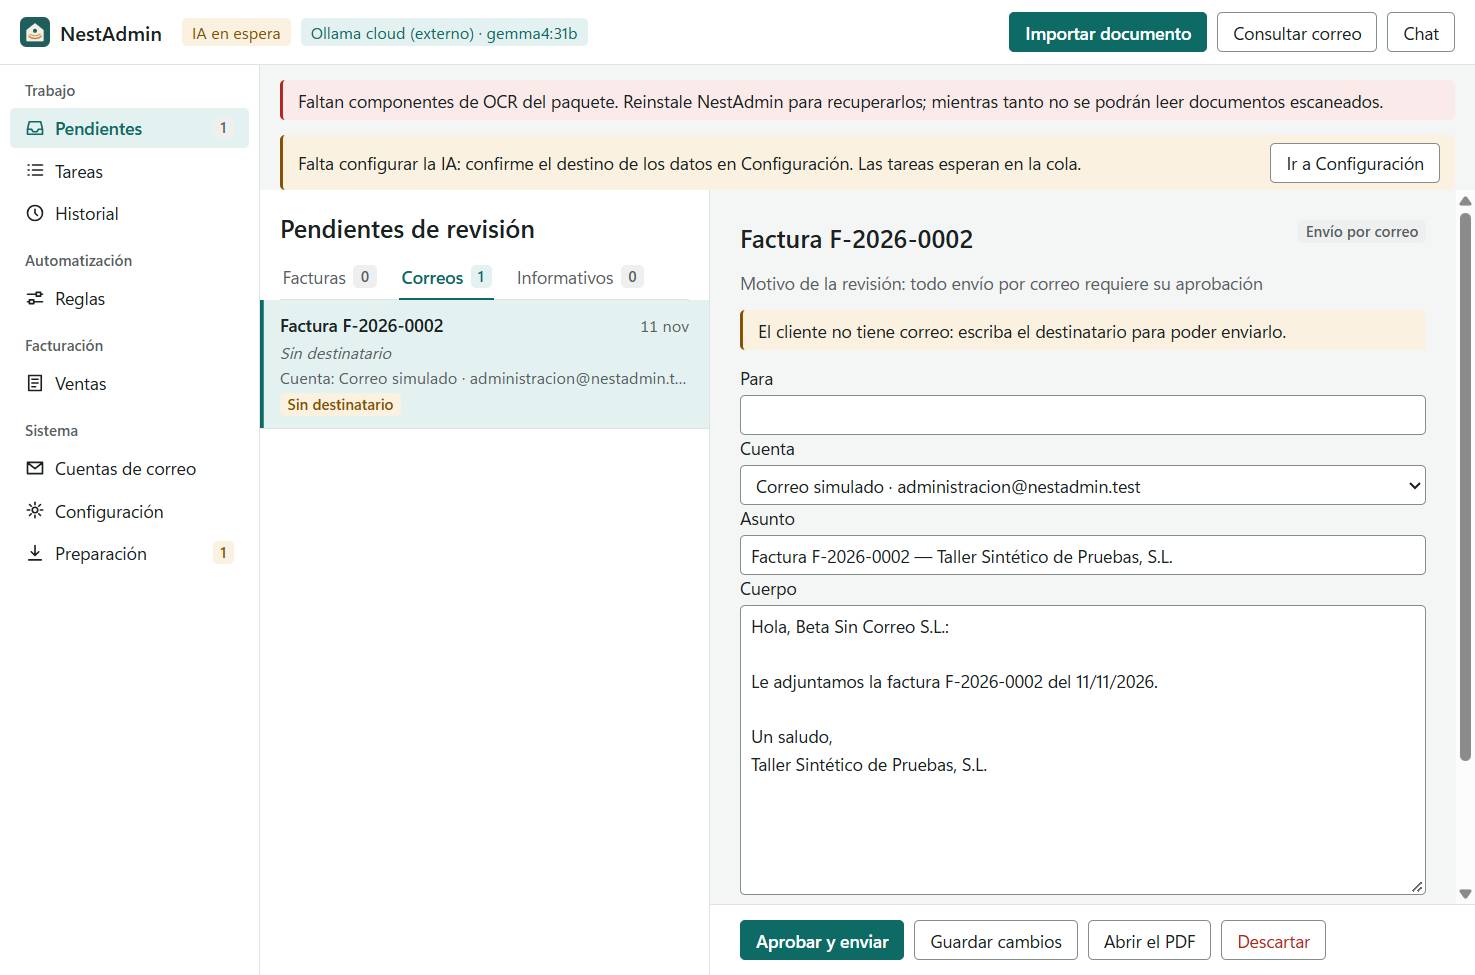 NestAdmin
IA en espera
Ollama cloud (externo) · gemma4:31b
Importar documento
Consultar correo
Chat
Trabajo
Pendientes 1
Tareas
Historial
Automatización
Reglas
Facturación
Ventas
Sistema
Cuentas de correo
Configuración
Preparación 1
Faltan componentes de OCR del paquete. Reinstale NestAdmin para recuperarlos; mientras tanto no se podrán leer documentos escaneados.
Falta configurar la IA: confirme el destino de los datos en Configuración. Las tareas esperan en la cola.
Ir a Configuración
Pendientes de revisión
Facturas 0 Correos 1 Informativos 0
Factura F-2026-0002 11 nov
Sin destinatario
Cuenta: Correo simulado · administracion@nestadmin.t...
Sin destinatario
Factura F-2026-0002
Envío por correo
Motivo de la revisión: todo envío por correo requiere su aprobación
El cliente no tiene correo: escriba el destinatario para poder enviarlo.
Para
Cuenta
Correo simulado · administracion@nestadmin.test
Asunto
Factura F-2026-0002 — Taller Sintético de Pruebas, S.L.
Cuerpo
Hola, Beta Sin Correo S.L.:
Le adjuntamos la factura F-2026-0002 del 11/11/2026.
Un saludo,
Taller Sintético de Pruebas, S.L.
Aprobar y enviar
Guardar cambios
Abrir el PDF
Descartar